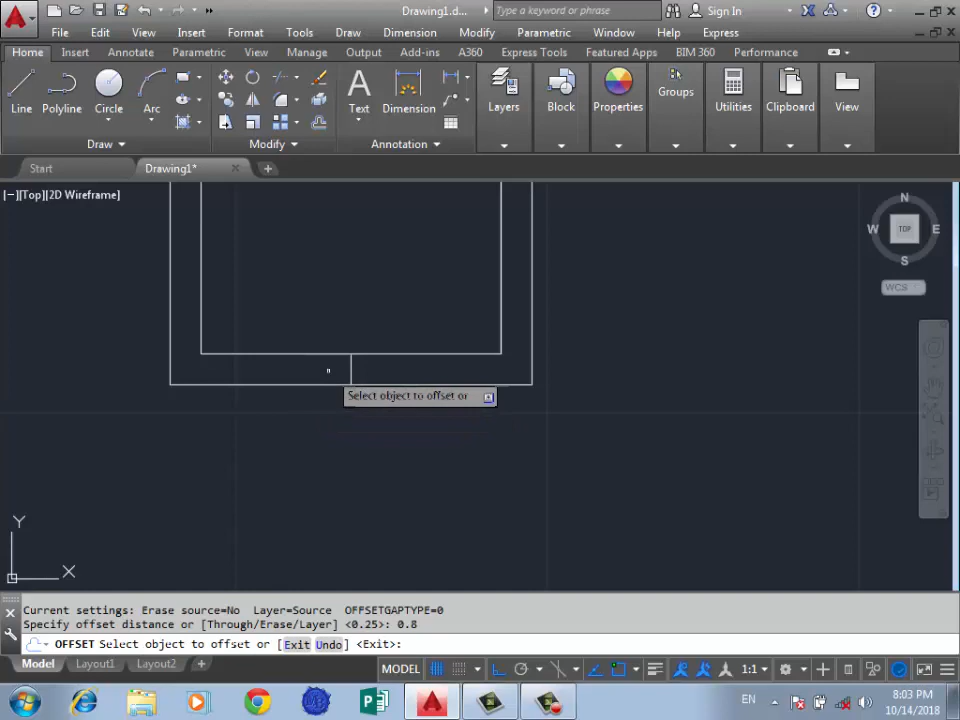 Drawing1.d...
Type a keyword or phrase
Sign In
File Edit View Insert Format Tools Draw Dimension Modify Parametric Window Help Express
Home Insert Annotate Parametric View Manage Output Add-ins A360 Express Tools Featured Apps BIM 360 Performance
Line Polyline Circle Arc Text Dimension Layers Block Properties Groups Utilities Clipboard View
Draw Modify Annotation
Start Drawing1*
[−][Top][2D Wireframe]
N
W TOP E
S
WCS
Select object to offset or
Y
X
Current settings: Erase source=No Layer=Source OFFSETGAPTYPE=0
Specify offset distance or [Through/Erase/Layer] <0.25>: 0.8
OFFSET Select object to offset or [Exit Undo] <Exit>:
Model Layout1 Layout2
MODEL 1:1
EN
8:03 PM
10/14/2018